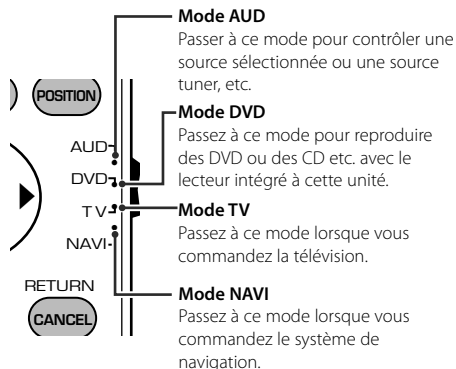 Mode AUD
Passer à ce mode pour contrôler une
source sélectionnée ou une source
tuner, etc.
Mode DVD
Passez à ce mode pour reproduire
des DVD ou des CD etc. avec le
lecteur intégré à cette unité.
Mode TV
Passez à ce mode lorsque vous
commandez la télévision.
Mode NAVI
Passez à ce mode lorsque vous
commandez le système de
navigation.
POSITION
AUD
DVD
TV
NAVI
RETURN
CANCEL